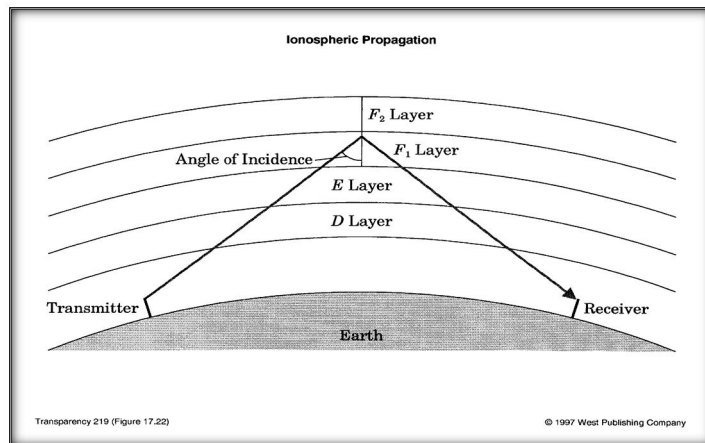 Ionospheric Propagation
F₂ Layer
Angle of Incidence
F₁ Layer
E Layer
D Layer
Transmitter
Receiver
Earth
Transparency 219 (Figure 17.22)
© 1997 West Publishing Company